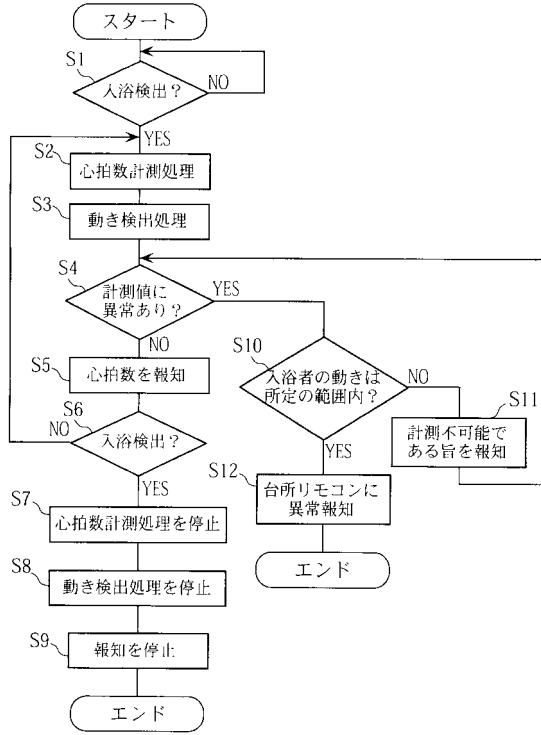 スタート
S1
入浴検出？
NO
YES
S2
心拍数計測処理
S3
動き検出処理
S4
計測値に
異常あり？
YES
NO
S5
心拍数を報知
S6
入浴検出？
NO
YES
S7
心拍数計測処理を停止
S8
動き検出処理を停止
S9
報知を停止
エンド
S10
入浴者の動きは
所定の範囲内？
NO
YES
S11
計測不可能で
ある旨を報知
S12
台所リモコンに
異常報知
エンド